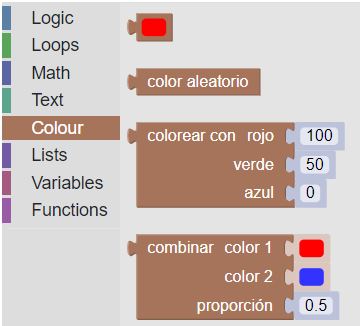 Logic
Loops
Math
Text
Colour
Lists
Variables
Functions
color aleatorio
colorear con rojo 100
verde 50
azul 0
combinar color 1
color 2
proporción 0.5